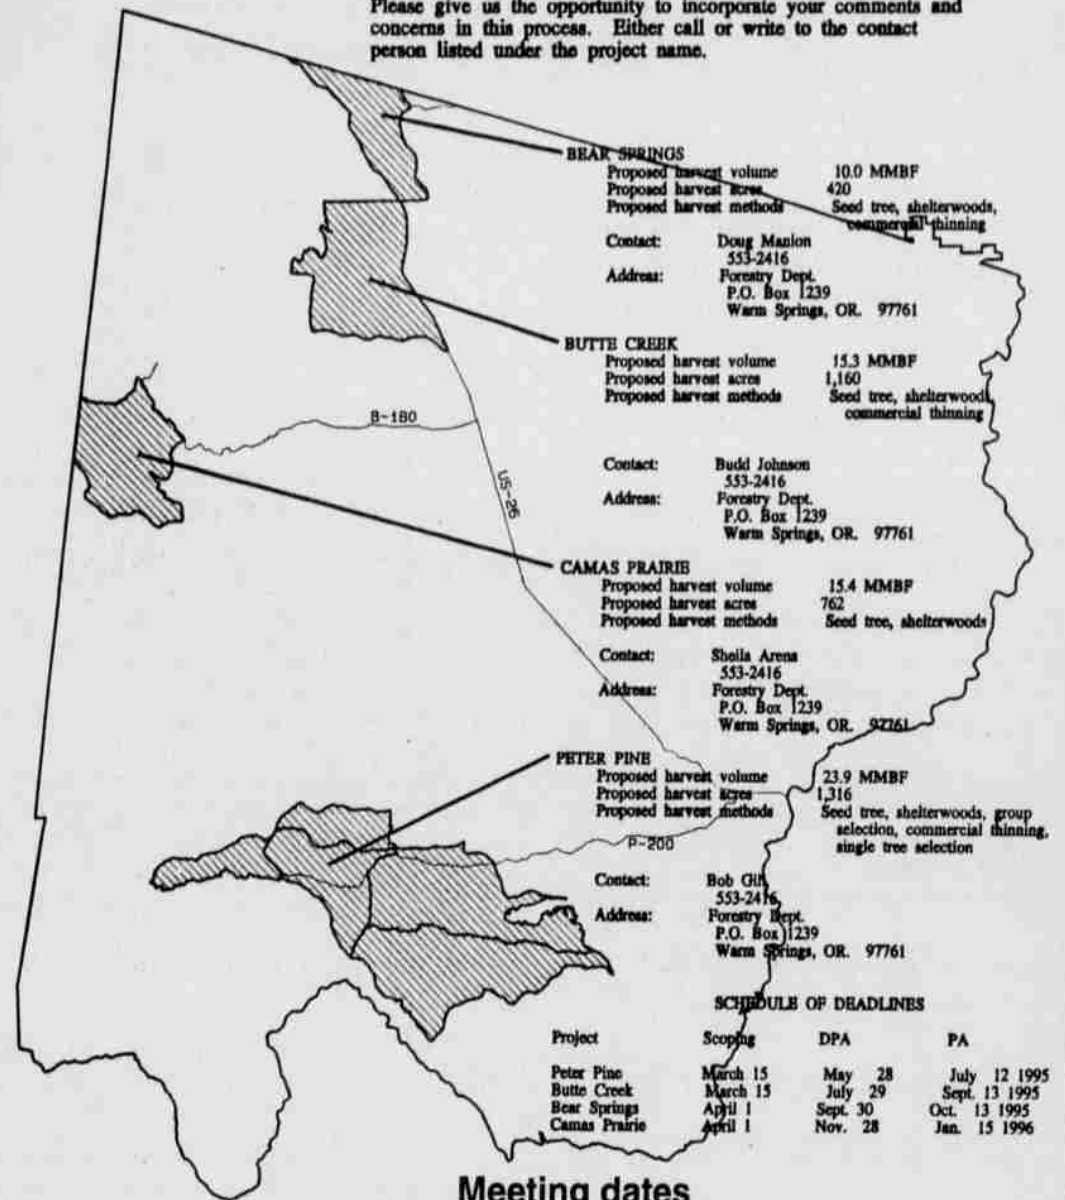 Please give us the opportunity to incorporate your comments and
concerns in this process. Either call or write to the contact
person listed under the project name.
BEAR SPRINGS
Proposed harvest volume 10.0 MMBF
Proposed harvest acres 420
Proposed harvest methods Seed tree, shelterwoods,
commercial thinning
Contact: Doug Manion
553-2416
Address: Forestry Dept.
P.O. Box 1239
Warm Springs, OR. 97761
BUTTE CREEK
Proposed harvest volume 15.3 MMBF
Proposed harvest acres 1,160
Proposed harvest methods Seed tree, shelterwood,
commercial thinning
B-180
US-26
Contact: Budd Johnson
553-2416
Address: Forestry Dept.
P.O. Box 1239
Warm Springs, OR. 97761
CAMAS PRAIRIE
Proposed harvest volume 15.4 MMBF
Proposed harvest acres 762
Proposed harvest methods Seed tree, shelterwoods
Contact: Sheila Arena
553-2416
Address: Forestry Dept.
P.O. Box 1239
Warm Springs, OR. 97761
PETER PINE
Proposed harvest volume 23.9 MMBF
Proposed harvest acres 1,316
Proposed harvest methods Seed tree, shelterwoods, group
selection, commercial thinning,
single tree selection
P-200
Contact: Bob
553-2416
Address: Forestry Dept.
P.O. Box 1239
Warm Springs, OR. 97761
SCHEDULE OF DEADLINES
Project Scoping DPA PA
Peter Pine March 15 May 28 July 12 1995
Butte Creek March 15 July 29 Sept. 13 1995
Bear Springs April 1 Sept. 30 Oct. 13 1995
Camas Prairie April 1 Nov. 28 Jan. 15 1996
Meeting dates